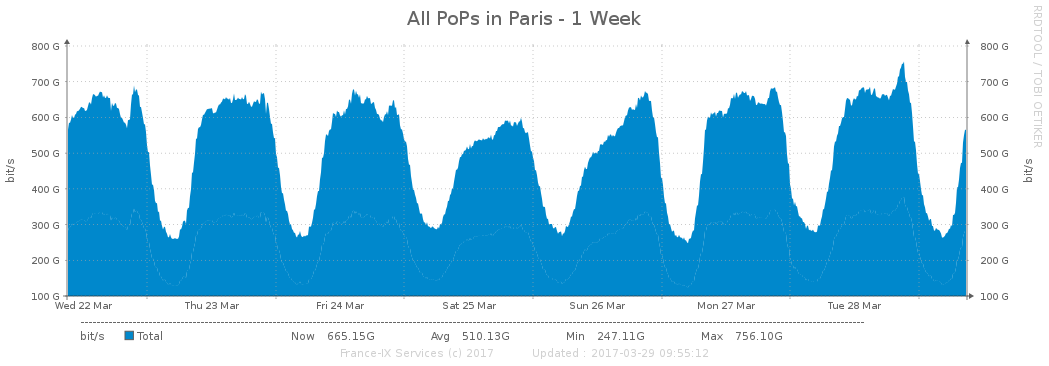 All PoPs in Paris - 1 Week
RRDTOOL / TOBI OETIKER
bit/s
bit/s
800 G 800 G
700 G 700 G
600 G 600 G
500 G 500 G
400 G 400 G
300 G 300 G
200 G 200 G
100 G 100 G
Wed 22 Mar Thu 23 Mar Fri 24 Mar Sat 25 Mar Sun 26 Mar Mon 27 Mar Tue 28 Mar
bit/s Total Now 665.15G Avg 510.13G Min 247.11G Max 756.10G
France-IX Services (c) 2017 Updated : 2017-03-29 09:55:12